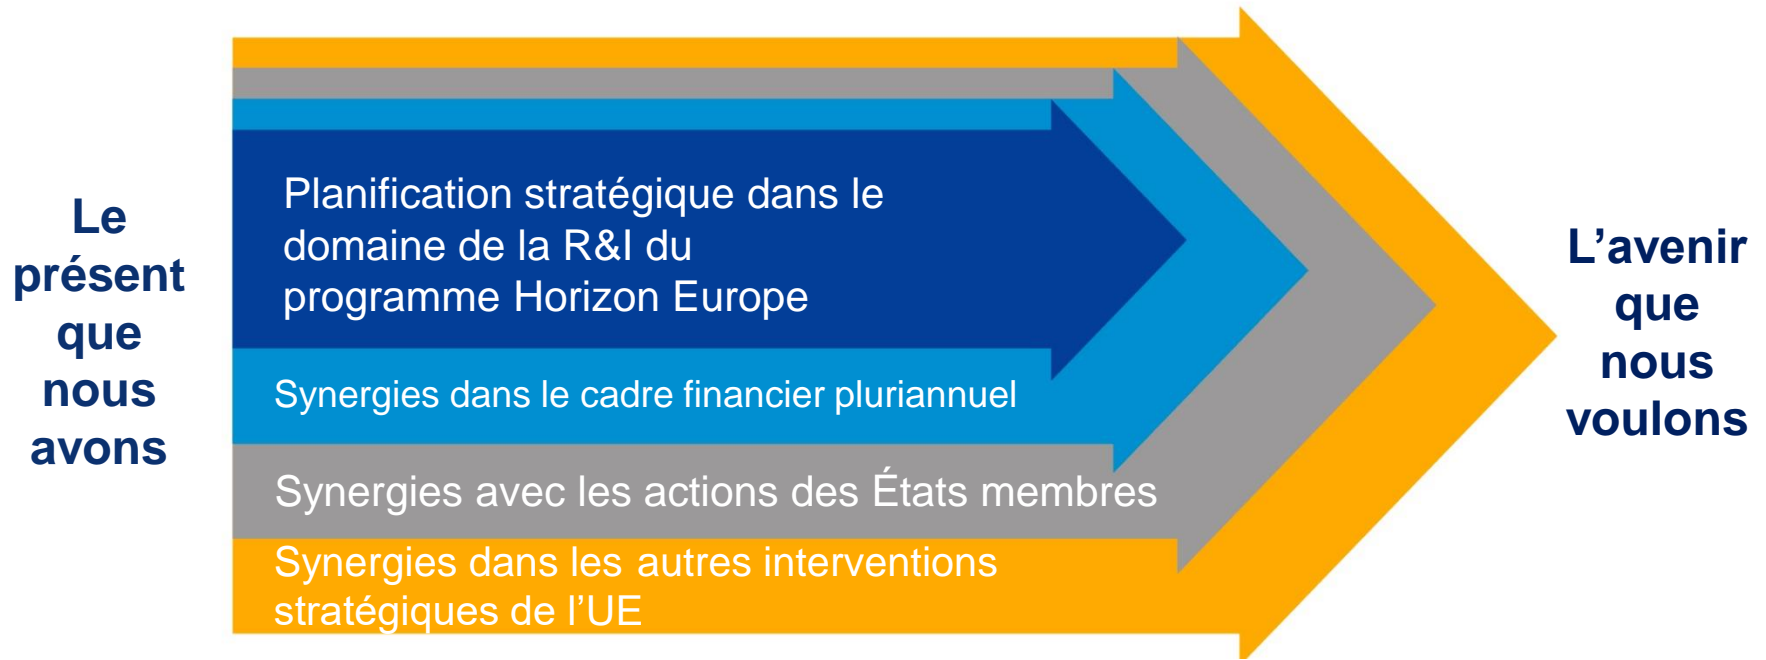 Le
présent
que
nous
avons
Planification stratégique dans le
domaine de la R&I du
programme Horizon Europe
Synergies dans le cadre financier pluriannuel
Synergies avec les actions des États membres
Synergies dans les autres interventions
stratégiques de l’UE
L’avenir
que
nous
voulons